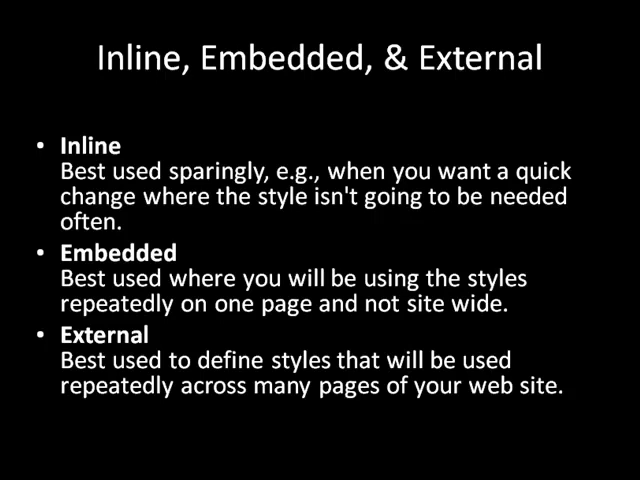 Inline, Embedded, & External
• Inline
Best used sparingly, e.g., when you want a quick
change where the style isn't going to be needed
often.
• Embedded
Best used where you will be using the styles
repeatedly on one page and not site wide.
• External
Best used to define styles that will be used
repeatedly across many pages of your web site.